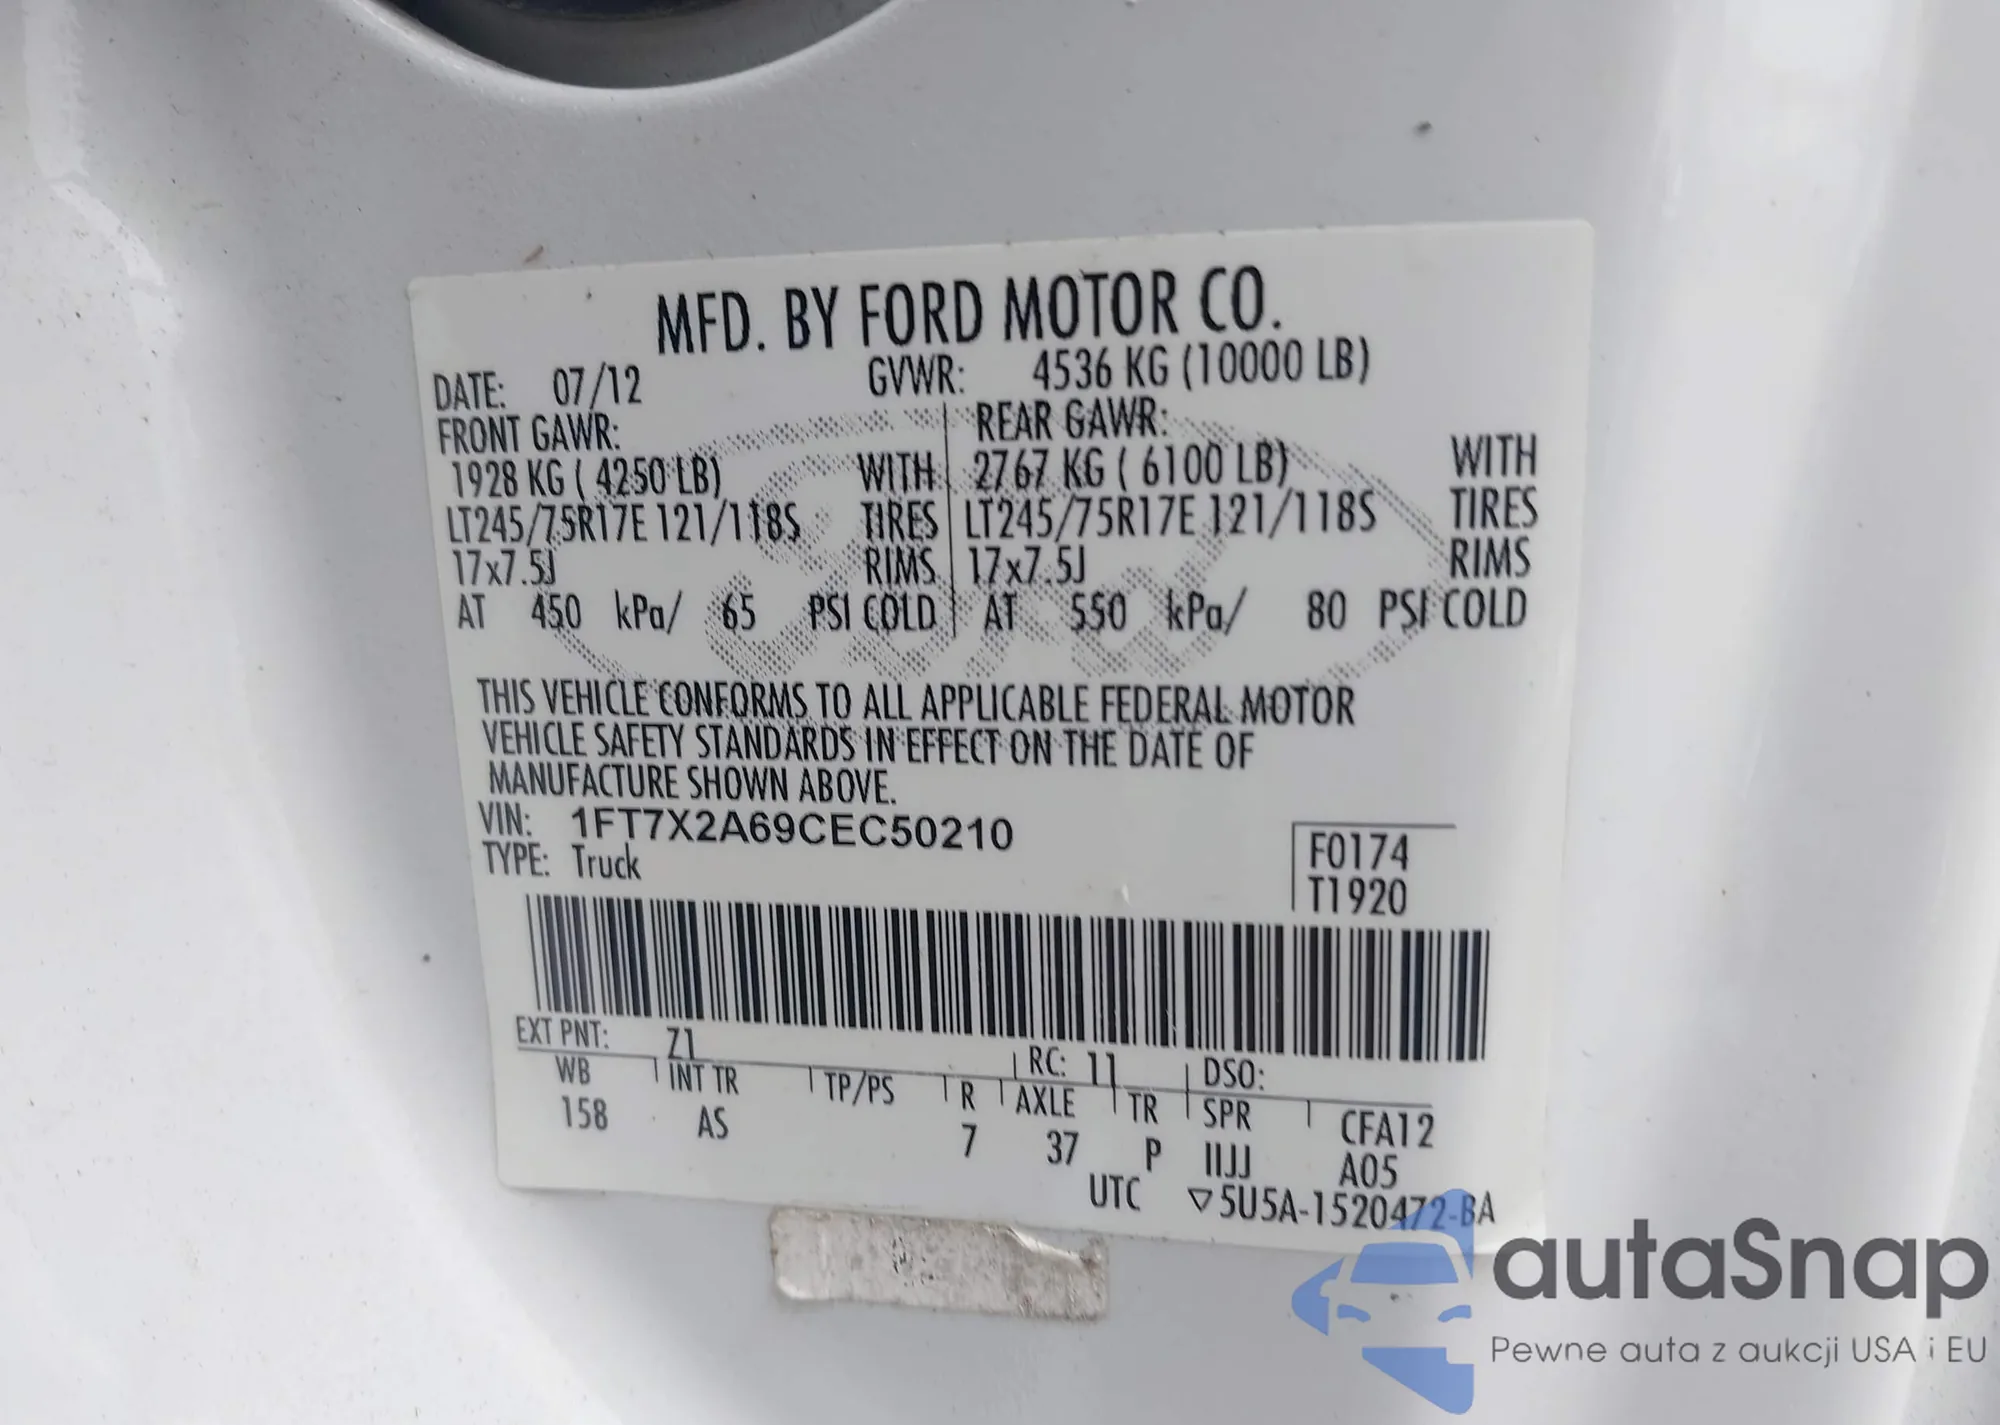 MFD. BY FORD MOTOR CO.
DATE: 07/12 GVWR: 4536 KG (10000 LB)
FRONT GAWR: REAR GAWR:
1928 KG ( 4250 LB) WITH 2767 KG ( 6100 LB) WITH
LT245/75R17E 121/118S TIRES LT245/75R17E 121/118S TIRES
17x7.5J RIMS 17x7.5J RIMS
AT 450 kPa/ 65 PSI COLD AT 550 kPa/ 80 PSI COLD
THIS VEHICLE CONFORMS TO ALL APPLICABLE FEDERAL MOTOR
VEHICLE SAFETY STANDARDS IN EFFECT ON THE DATE OF
MANUFACTURE SHOWN ABOVE.
VIN: 1FT7X2A69CEC50210
TYPE: Truck
F0174
T1920
EXT PNT: Z1 RC: 11 DSO:
WB INT TR TP/PS R AXLE TR SPR CFA12
158 AS 7 37 P IIJJ A05
UTC ▽5U5A-1520472-BA
autaSnap
Pewne auta z aukcji USA i EU